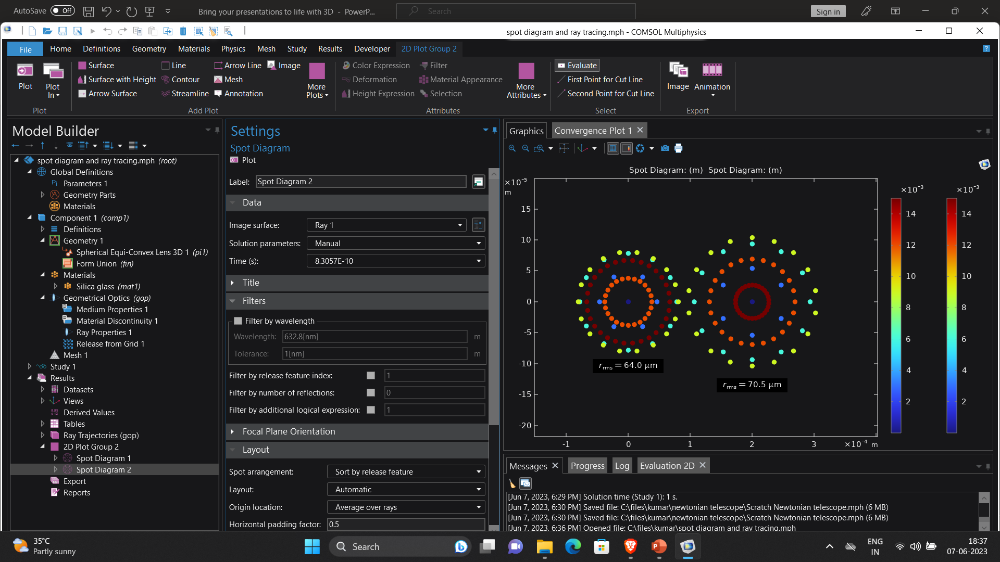 AutoSave Off Bring your presentations to life with 3D - PowerP... Search Sign in
spot diagram and ray tracing.mph - COMSOL Multiphysics
File Home Definitions Geometry Materials Physics Mesh Study Results Developer 2D Plot Group 2 ?
Surface Line Arrow Line Image Color Expression Filter Evaluate
Surface with Height Contour Mesh Deformation Material Appearance First Point for Cut Line
Arrow Surface Streamline Annotation Height Expression Selection Second Point for Cut Line
Plot Plot In More Plots More Attributes Image Animation
Plot Add Plot Attributes Select Export
Model Builder
spot diagram and ray tracing.mph (root)
Global Definitions
Pi Parameters 1
Geometry Parts
Materials
Component 1 (comp1)
Definitions
Geometry 1
Spherical Equi-Convex Lens 3D 1 (pi1)
Form Union (fin)
Materials
Silica glass (mat1)
Geometrical Optics (gop)
D Medium Properties 1
D Material Discontinuity 1
Ray Properties 1
Release from Grid 1
Mesh 1
Study 1
Results
Datasets
Views
8.85
e-12 Derived Values
Tables
Ray Trajectories (gop)
2D Plot Group 2
Spot Diagram 1
Spot Diagram 2
Export
Reports
Settings
Spot Diagram
Plot
Label: Spot Diagram 2
Data
Image surface: Ray 1
Solution parameters: Manual
Time (s): 8.3057E-10
Title
Filters
Filter by wavelength
Wavelength: 632.8[nm] m
Tolerance: 1[nm] m
Filter by release feature index: 1
Filter by number of reflections: 0
Filter by additional logical expression: 1
Focal Plane Orientation
Layout
Spot arrangement: Sort by release feature
Layout: Automatic
Origin location: Average over rays
Horizontal padding factor: 0.5
Graphics Convergence Plot 1
Spot Diagram: (m) Spot Diagram: (m)
×10⁻⁵
m
15
10
5
0
-5
-10
-15
-20
-1 0 1 2 3 ×10⁻⁴ m
r_rms = 64.0 µm
r_rms = 70.5 µm
×10⁻³ ×10⁻³
14 14
12 12
10 10
8 8
6 6
4 4
2 2
Messages Progress Log Evaluation 2D
[Jun 7, 2023, 6:29 PM] Solution time (Study 1): 1 s.
[Jun 7, 2023, 6:30 PM] Saved file: C:\files\kumar\newtonian telescope\Scratch Newtonian telescope.mph (6 MB)
[Jun 7, 2023, 6:30 PM] Saved file: C:\files\kumar\newtonian telescope\Scratch Newtonian telescope.mph (6 MB)
[Jun 7, 2023, 6:36 PM] Opened file: C:\files\kumar\spot diagram and ray tracing.mph
35°C
Partly sunny
Search
ENG
IN
18:37
07-06-2023